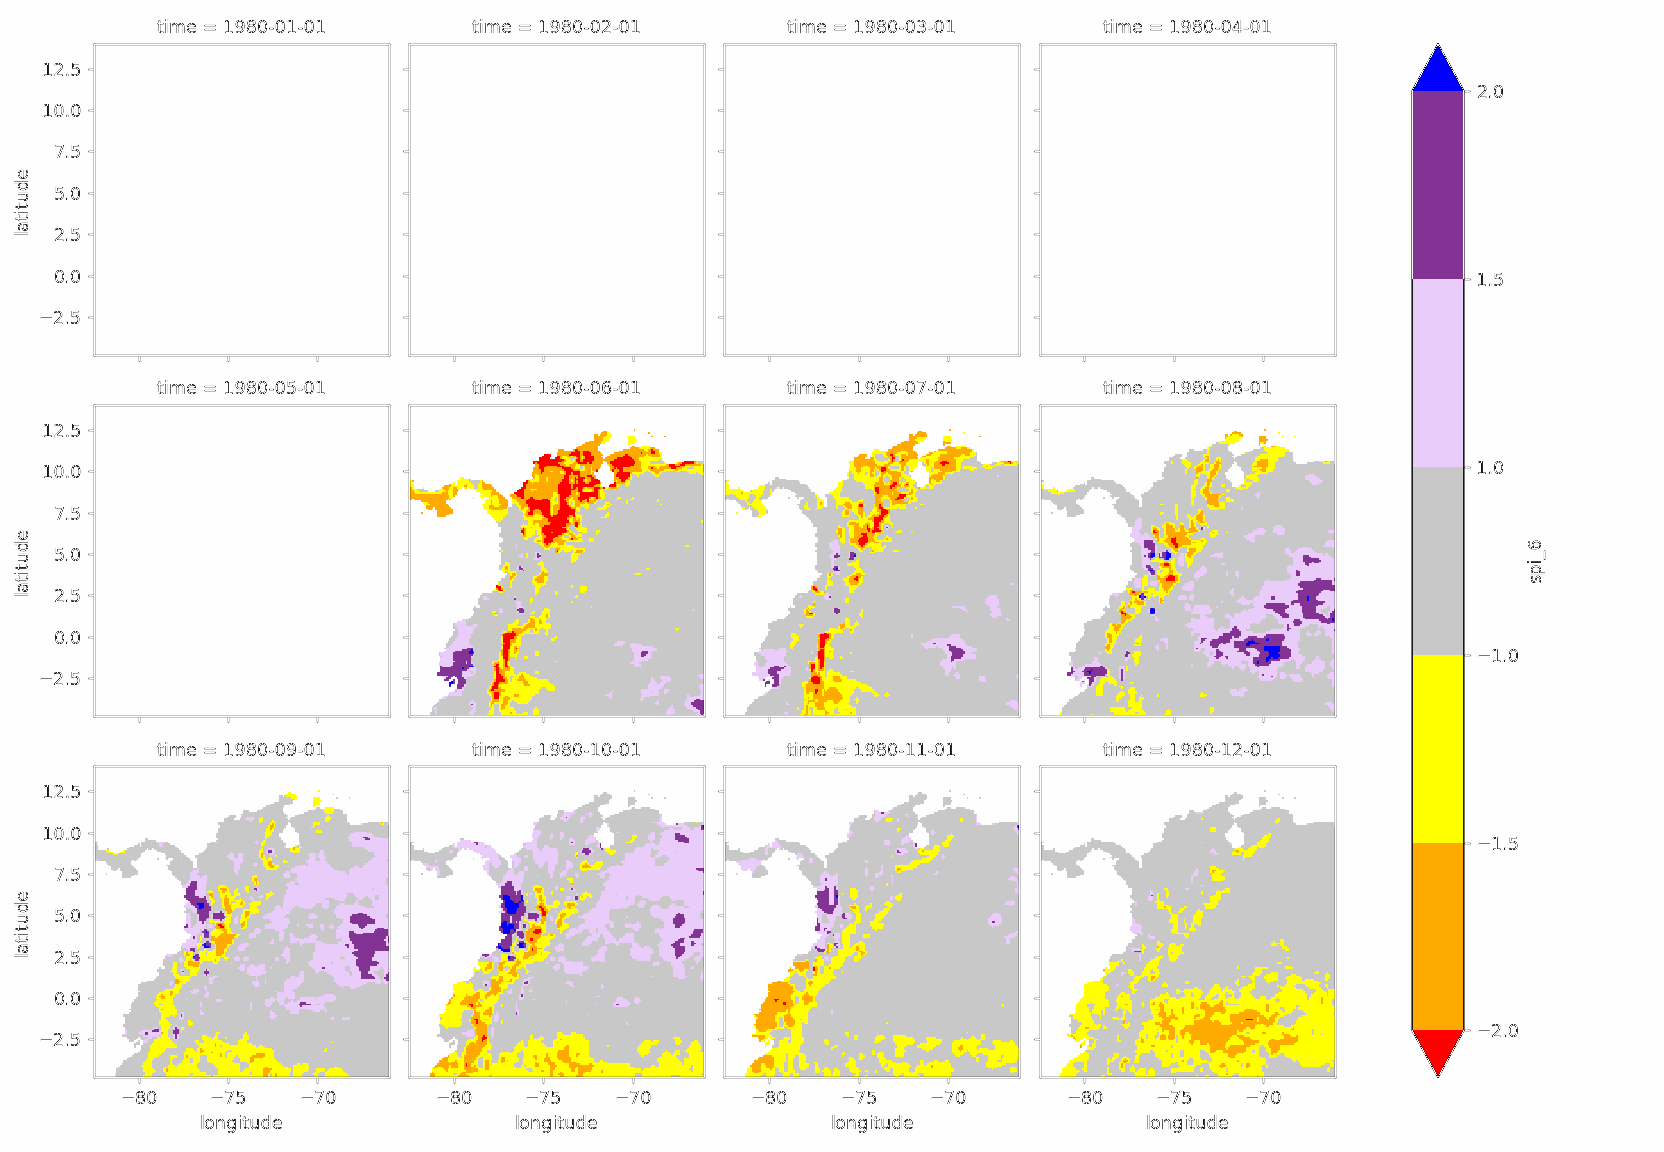 time = 1980-01-01
time = 1980-02-01
time = 1980-03-01
time = 1980-04-01
12.5
10.0
7.5
5.0
2.5
0.0
−2.5
latitude
time = 1980-05-01
time = 1980-06-01
time = 1980-07-01
time = 1980-08-01
12.5
10.0
7.5
5.0
2.5
0.0
−2.5
latitude
time = 1980-09-01
time = 1980-10-01
time = 1980-11-01
time = 1980-12-01
12.5
10.0
7.5
5.0
2.5
0.0
−2.5
latitude
−80 −75 −70
longitude
−80 −75 −70
longitude
−80 −75 −70
longitude
−80 −75 −70
longitude
2.0
1.5
1.0
−1.0
−1.5
−2.0
spi_6